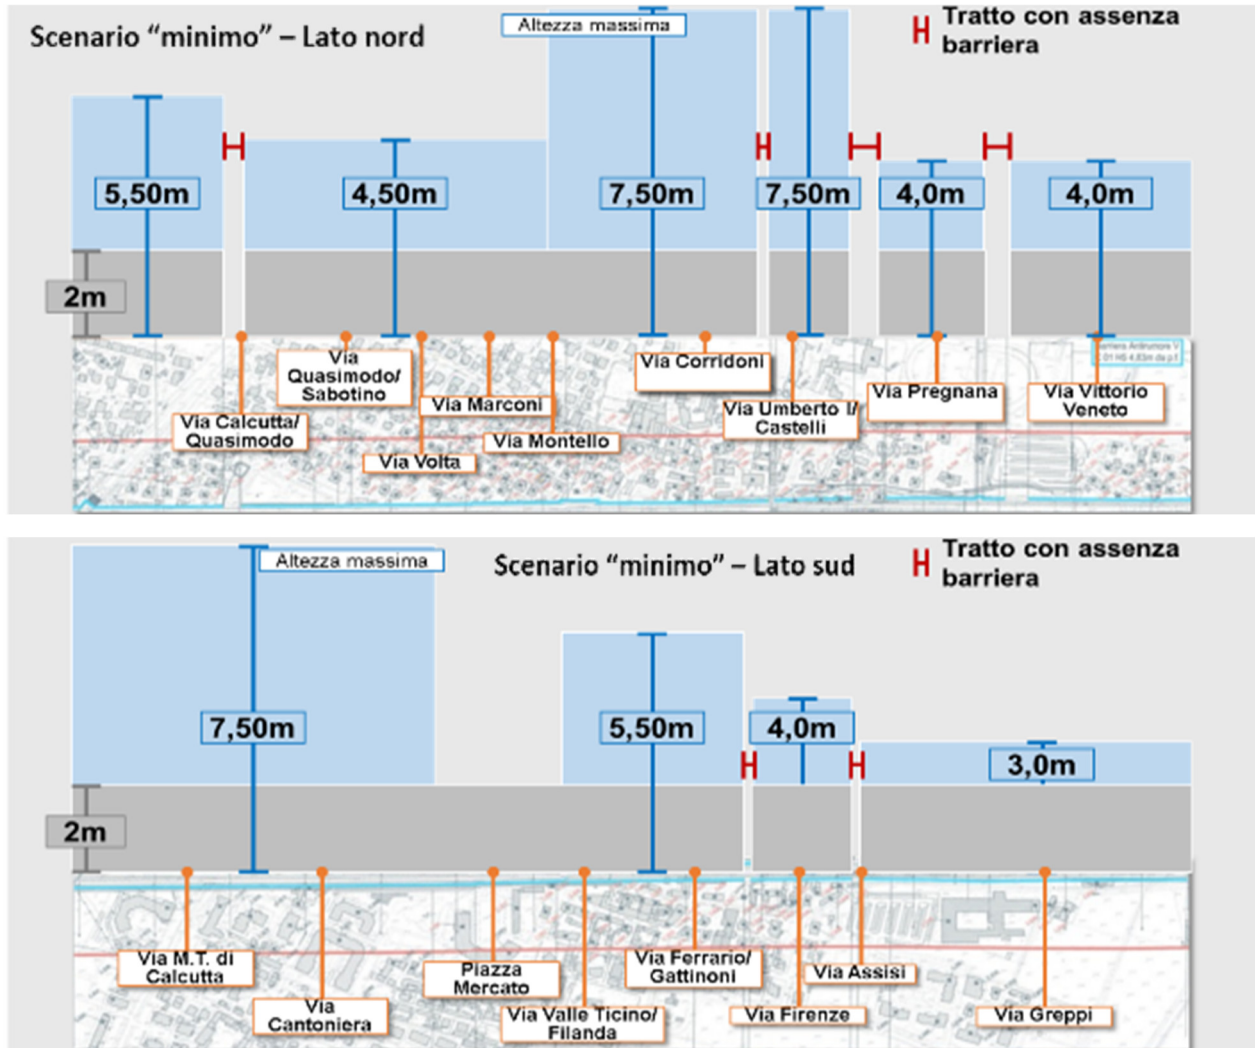 Scenario “minimo” – Lato nord
Altezza massima
Tratto con assenza
barriera
5,50m
4,50m
7,50m
7,50m
4,0m
4,0m
2m
Via
Quasimodo/
Sabotino
Via Calcutta/
Quasimodo
Via Volta
Via Marconi
Via Montello
Via Corridoni
Via Umberto I/
Castelli
Via Pregnana
Via Vittorio
Veneto
Altezza massima
Scenario “minimo” – Lato sud
Tratto con assenza
barriera
7,50m
5,50m
4,0m
3,0m
2m
Via M.T. di
Calcutta
Via
Cantoniera
Piazza
Mercato
Via Valle Ticino/
Filanda
Via Ferrario/
Gattinoni
Via Firenze
Via Assisi
Via Greppi